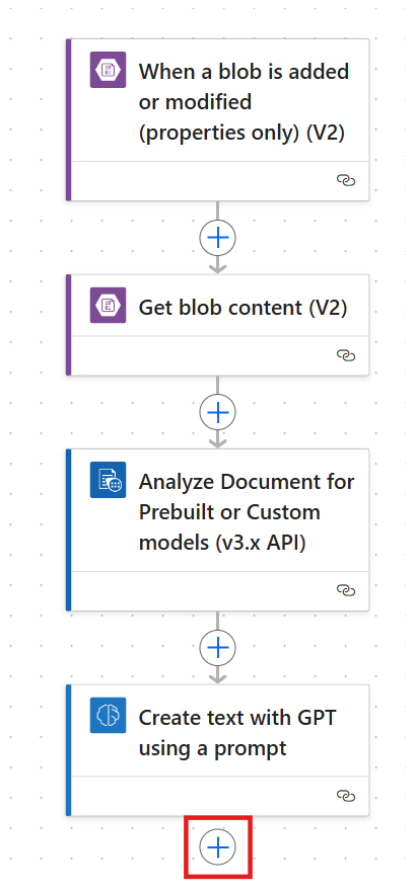 When a blob is added
or modified
(properties only) (V2)
Get blob content (V2)
Analyze Document for
Prebuilt or Custom
models (v3.x API)
Create text with GPT
using a prompt